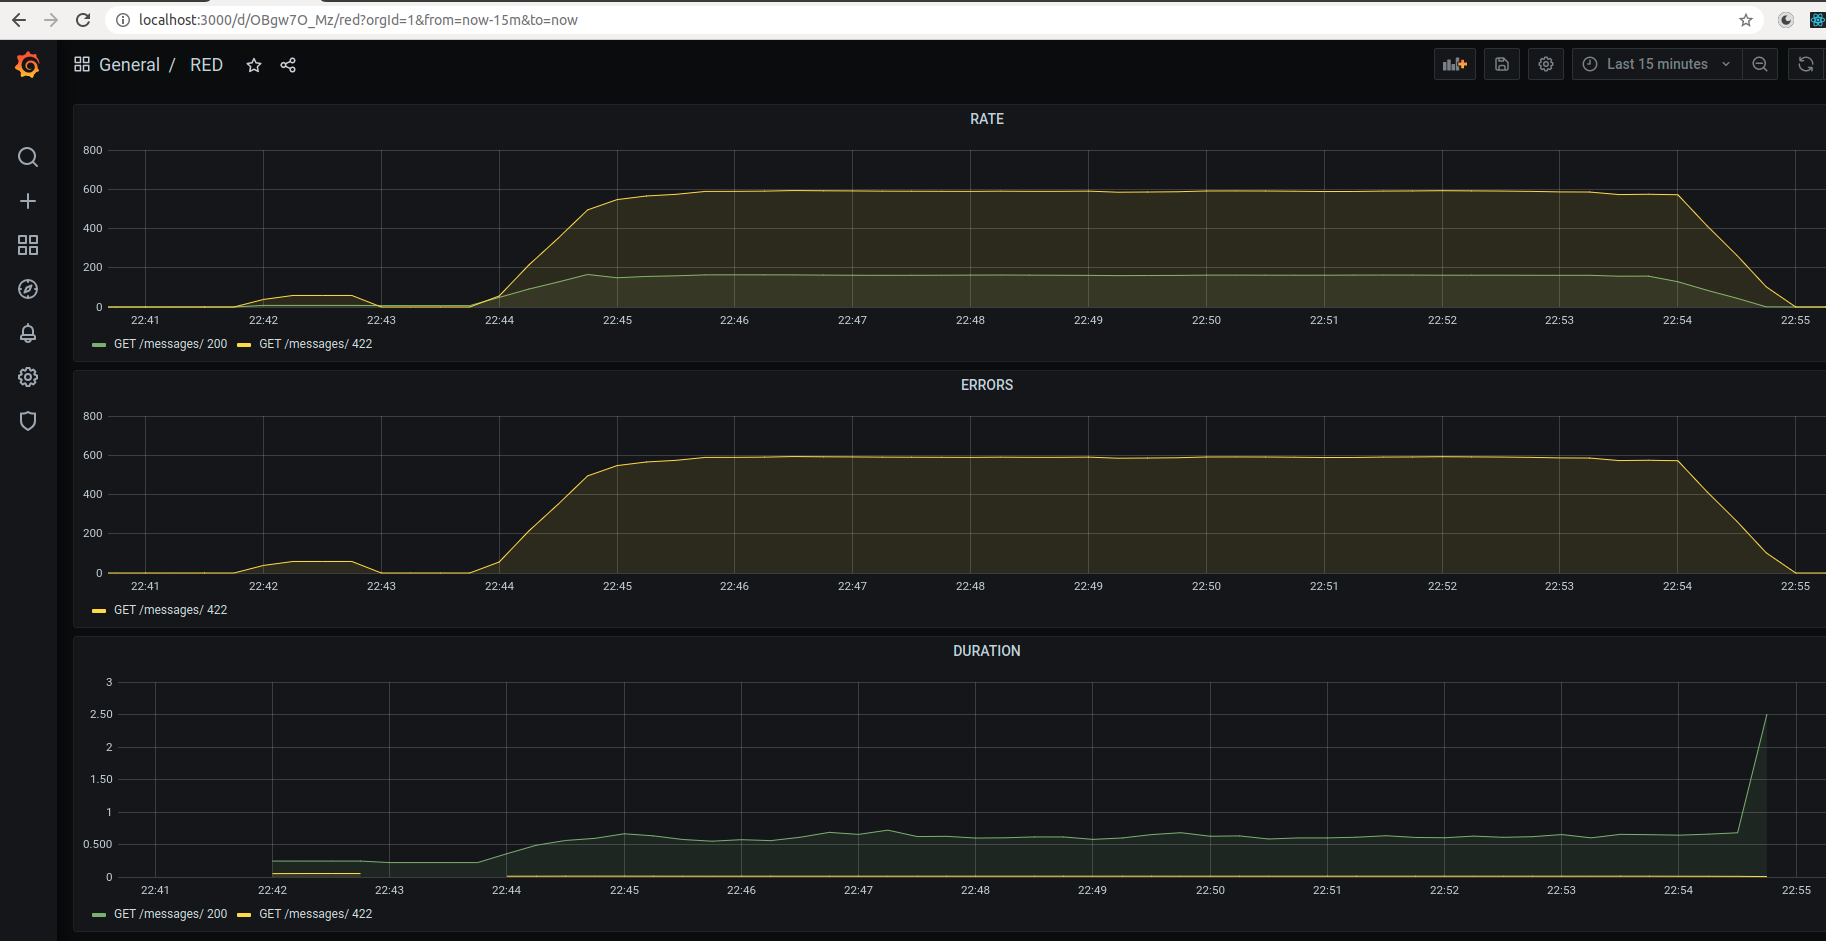 localhost:3000/d/OBgw7O_Mz/red?orgId=1&from=now-15m&to=now
General / RED
Last 15 minutes
RATE
800
600
400
200
0
22:41 22:42 22:43 22:44 22:45 22:46 22:47 22:48 22:49 22:50 22:51 22:52 22:53 22:54 22:55
GET /messages/ 200 GET /messages/ 422
ERRORS
800
600
400
200
0
22:41 22:42 22:43 22:44 22:45 22:46 22:47 22:48 22:49 22:50 22:51 22:52 22:53 22:54 22:55
GET /messages/ 422
DURATION
3
2.50
2
1.50
1
0.500
0
22:41 22:42 22:43 22:44 22:45 22:46 22:47 22:48 22:49 22:50 22:51 22:52 22:53 22:54 22:55
GET /messages/ 200 GET /messages/ 422